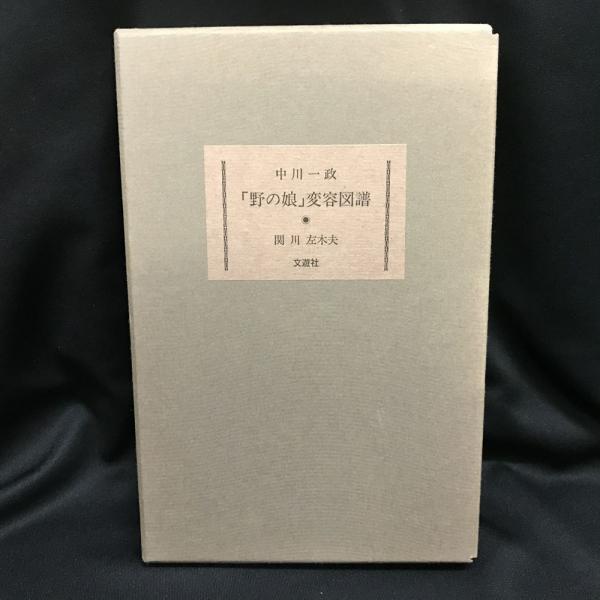 中川一政
「野の娘」変容図譜
関川左木夫
文遊社